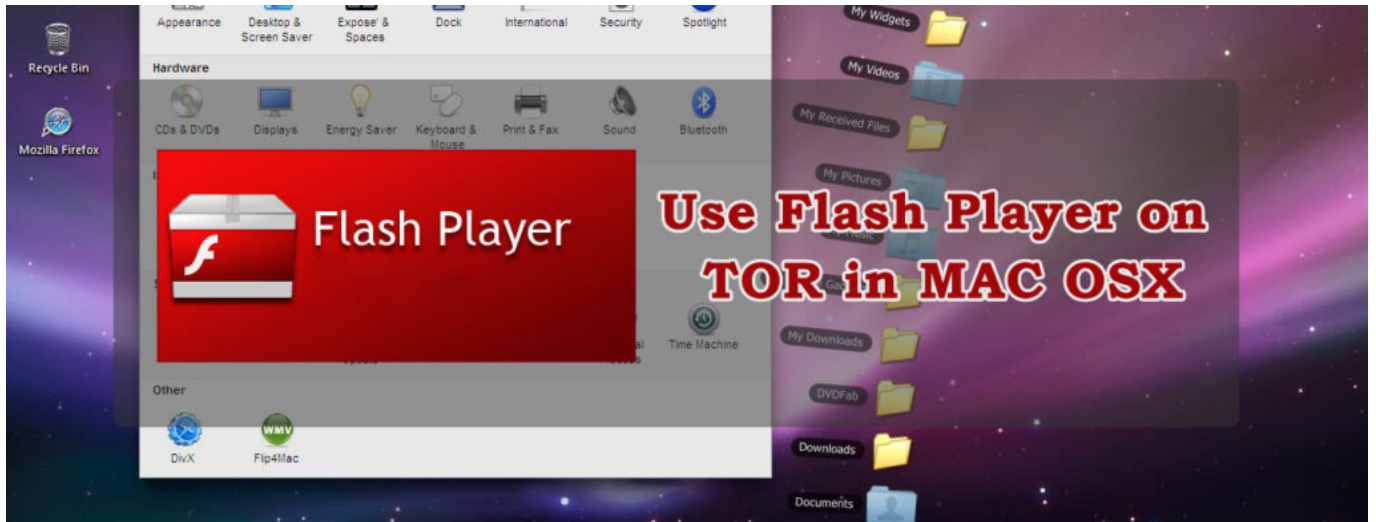 Appearance
Desktop &
Screen Saver
Expose' &
Spaces
Dock
International
Security
Spotlight
Hardware
CDs & DVDs
Displays
Energy Saver
Keyboard &
Mouse
Print & Fax
Sound
Bluetooth
Flash Player
Time Machine
Other
DivX
WMV
Flip4Mac
Recycle Bin
Mozilla Firefox
My Widgets
My Videos
My Received Files
My Pictures
Use Flash Player on
TOR in MAC OSX
My Downloads
DVDFab
Downloads
Documents